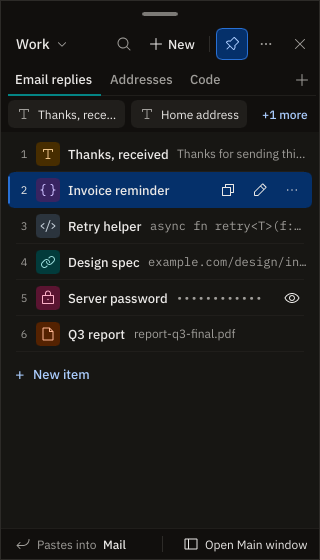 Work
New
Email replies Addresses Code
Thanks, rece... Home address +1 more
1 Thanks, received Thanks for sending thi...
2 Invoice reminder
3 Retry helper async fn retry<T>(f:...
4 Design spec example.com/design/in...
5 Server password ••••••••••••
6 Q3 report report-q3-final.pdf
+ New item
Pastes into Mail Open Main window